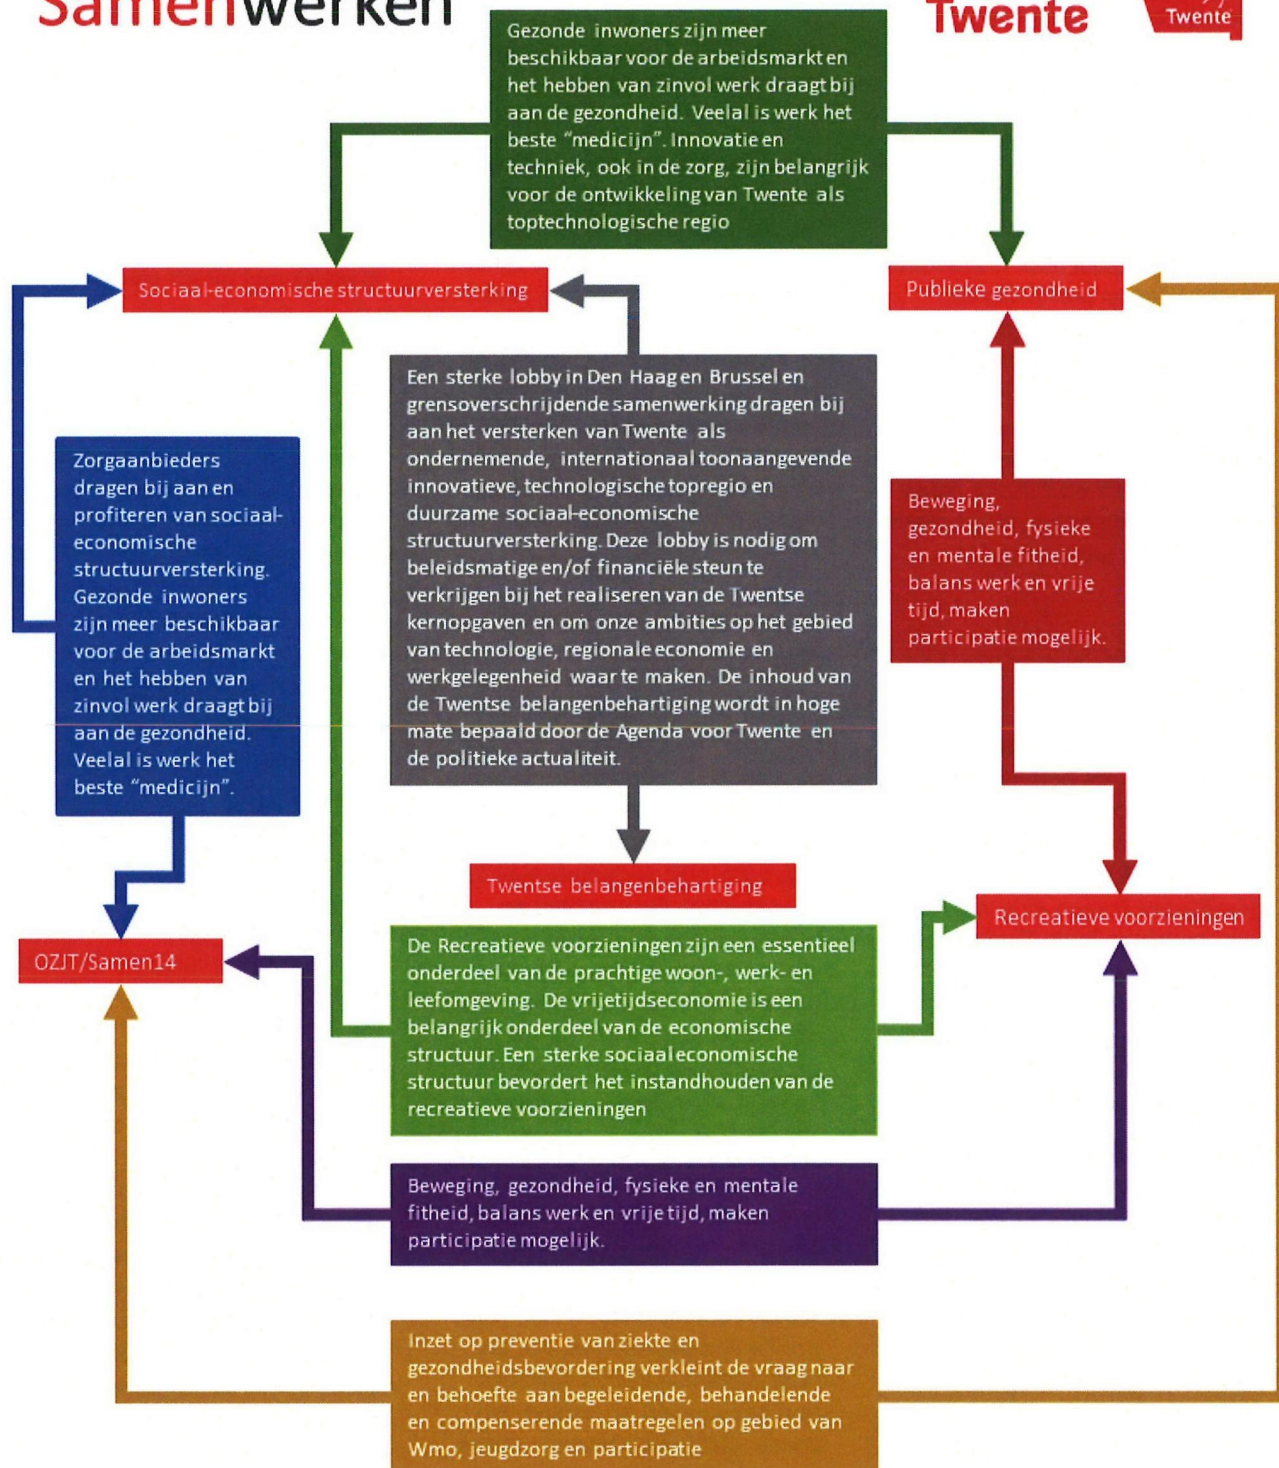 Samenwerken
Twente
Twente
Gezonde inwoners zijn meer
beschikbaar voor de arbeidsmarkt en
het hebben van zinvol werk draagt bij
aan de gezondheid. Veelal is werk het
beste “medicijn”. Innovatie en
techniek, ook in de zorg, zijn belangrijk
voor de ontwikkeling van Twente als
toptechnologische regio
Sociaal-economische structuurversterking
Publieke gezondheid
Een sterke lobby in Den Haag en Brussel en
grensoverschrijdende samenwerking dragen bij
aan het versterken van Twente als
ondernemende, internationaal toonaangevende
innovatieve, technologische topregio en
duurzame sociaal-economische
structuurversterking. Deze lobby is nodig om
beleidsmatige en/of financiële steun te
verkrijgen bij het realiseren van de Twentse
kernopgaven en om onze ambities op het gebied
van technologie, regionale economie en
werkgelegenheid waar te maken. De inhoud van
de Twentse belangenbehartiging wordt in hoge
mate bepaald door de Agenda voor Twente en
de politieke actualiteit.
Zorgaanbieders
dragen bij aan en
profiteren van sociaal-
economische
structuurversterking.
Gezonde inwoners
zijn meer beschikbaar
voor de arbeidsmarkt
en het hebben van
zinvol werk draagt bij
aan de gezondheid.
Veelal is werk het
beste “medicijn”.
Beweging,
gezondheid, fysieke
en mentale fitheid,
balans werk en vrije
tijd, maken
participatie mogelijk.
Twentse belangenbehartiging
Recreatieve voorzieningen
OZJT/Samen14
De Recreatieve voorzieningen zijn een essentieel
onderdeel van de prachtige woon-, werk- en
leefomgeving. De vrijetijdseconomie is een
belangrijk onderdeel van de economische
structuur. Een sterke sociaal economische
structuur bevordert het instandhouden van de
recreatieve voorzieningen
Beweging, gezondheid, fysieke en mentale
fitheid, balans werk en vrije tijd, maken
participatie mogelijk.
Inzet op preventie van ziekte en
gezondheidsbevordering verkleint de vraag naar
en behoefte aan begeleidende, behandelende
en compenserende maatregelen op gebied van
Wmo, jeugdzorg en participatie